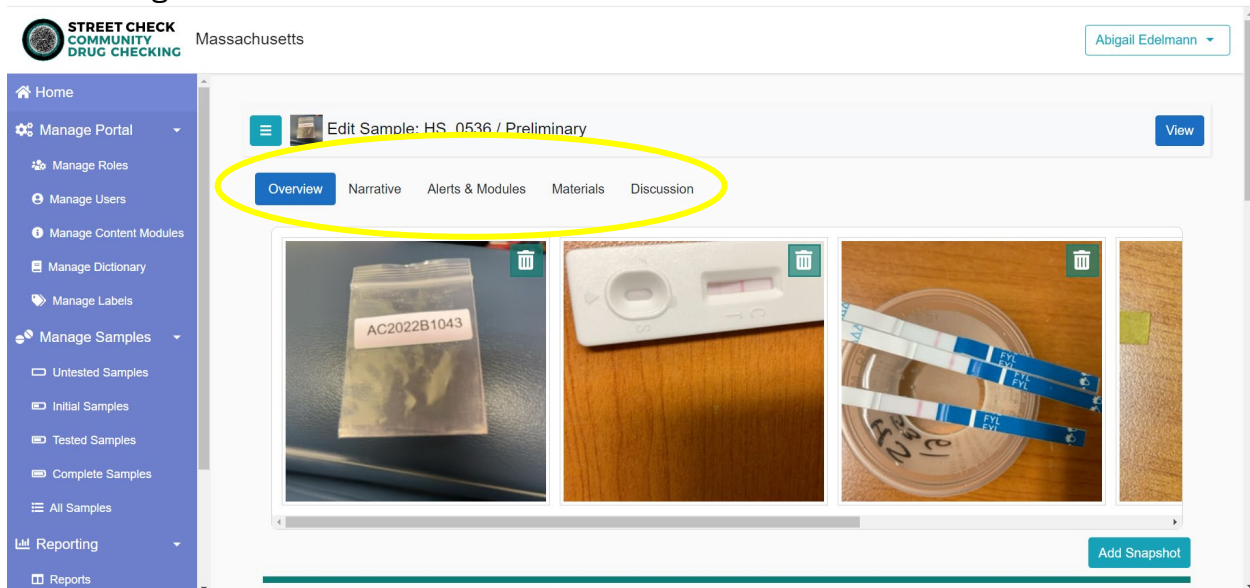 STREET CHECK
COMMUNITY
DRUG CHECKING
Massachusetts
Abigail Edelmann
Home
Manage Portal
Manage Roles
Manage Users
Manage Content Modules
Manage Dictionary
Manage Labels
Manage Samples
Untested Samples
Initial Samples
Tested Samples
Complete Samples
All Samples
Reporting
Reports
Edit Sample: HS_0536 / Preliminary
View
Overview Narrative Alerts & Modules Materials Discussion
AC2022B1043
C T
S
FYL
FYL
FYL
FYL
Add Snapshot